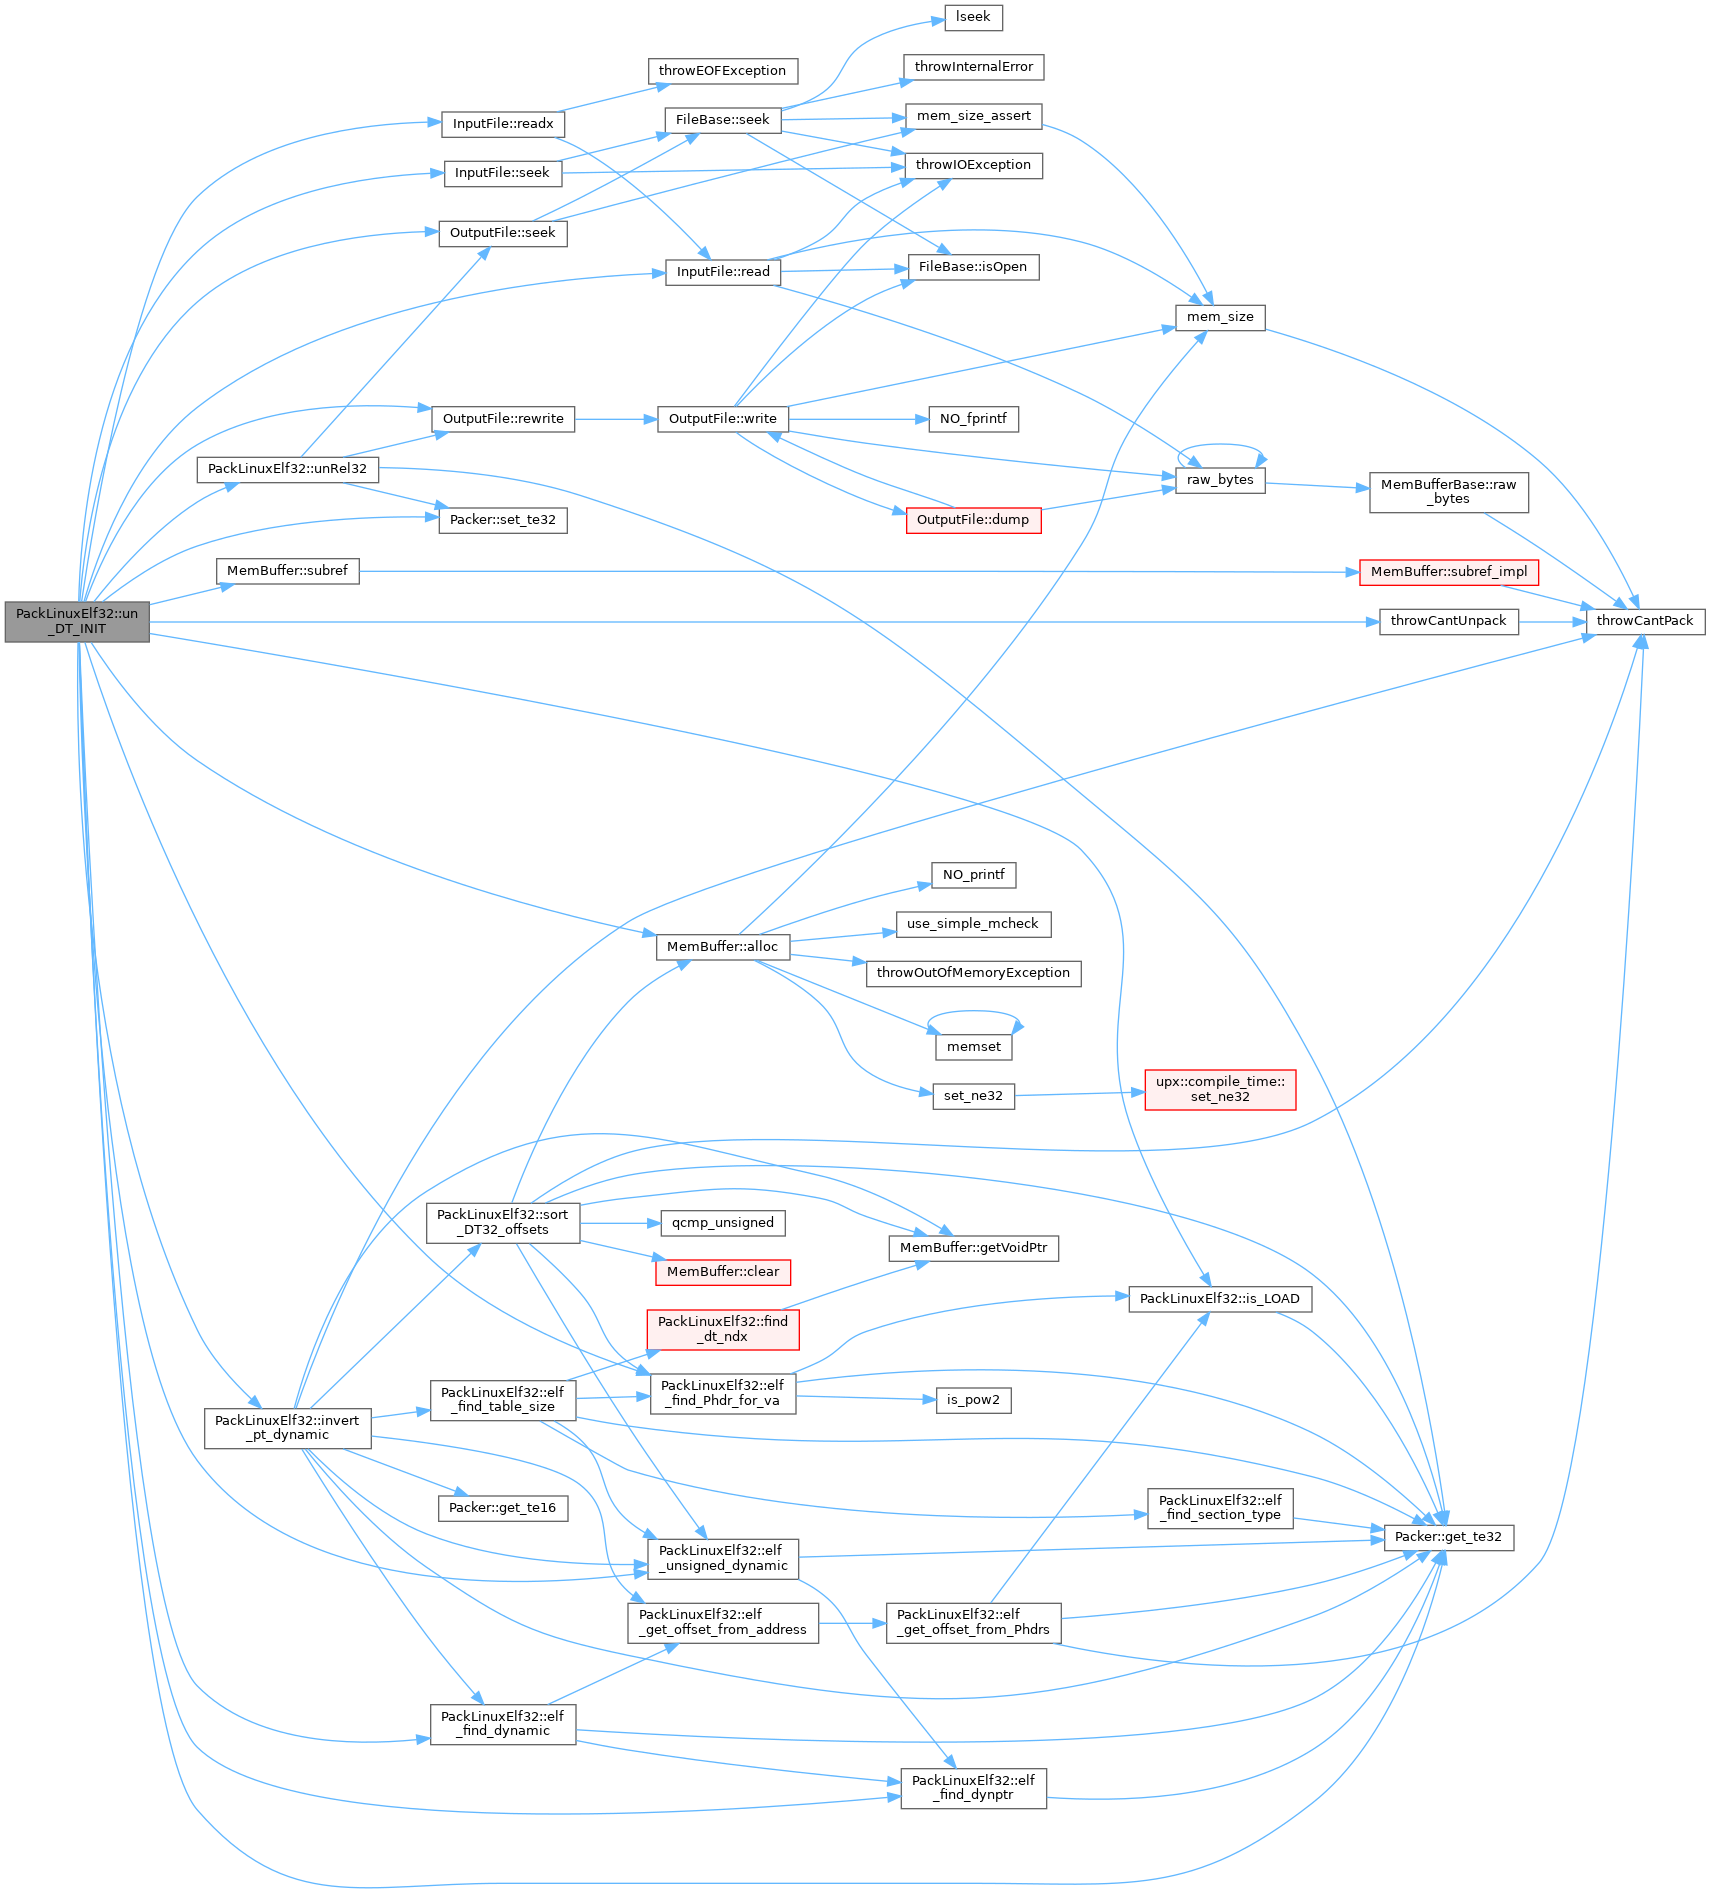 lseek
throwInternalError
throwEOFException
mem_size_assert
FileBase::seek
InputFile::readx
throwIOException
InputFile::seek
OutputFile::seek
FileBase::isOpen
InputFile::read
mem_size
OutputFile::rewrite
OutputFile::write
NO_fprintf
PackLinuxElf32::unRel32
raw_bytes
MemBufferBase::raw
_bytes
Packer::set_te32
OutputFile::dump
MemBuffer::subref
MemBuffer::subref_impl
PackLinuxElf32::un
_DT_INIT
throwCantUnpack
throwCantPack
NO_printf
use_simple_mcheck
MemBuffer::alloc
throwOutOfMemoryException
memset
set_ne32
upx::compile_time::
set_ne32
PackLinuxElf32::sort
_DT32_offsets
qcmp_unsigned
MemBuffer::getVoidPtr
MemBuffer::clear
PackLinuxElf32::is_LOAD
PackLinuxElf32::find
_dt_ndx
PackLinuxElf32::elf
_find_table_size
PackLinuxElf32::elf
_find_Phdr_for_va
is_pow2
PackLinuxElf32::invert
_pt_dynamic
Packer::get_te16
PackLinuxElf32::elf
_find_section_type
Packer::get_te32
PackLinuxElf32::elf
_unsigned_dynamic
PackLinuxElf32::elf
_get_offset_from_address
PackLinuxElf32::elf
_get_offset_from_Phdrs
PackLinuxElf32::elf
_find_dynamic
PackLinuxElf32::elf
_find_dynptr